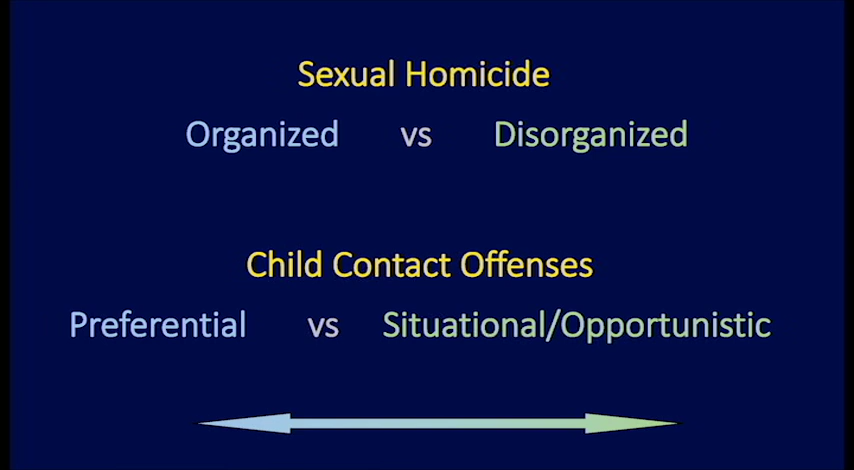 Sexual Homicide
Organized vs Disorganized
Child Contact Offenses
Preferential vs Situational/Opportunistic